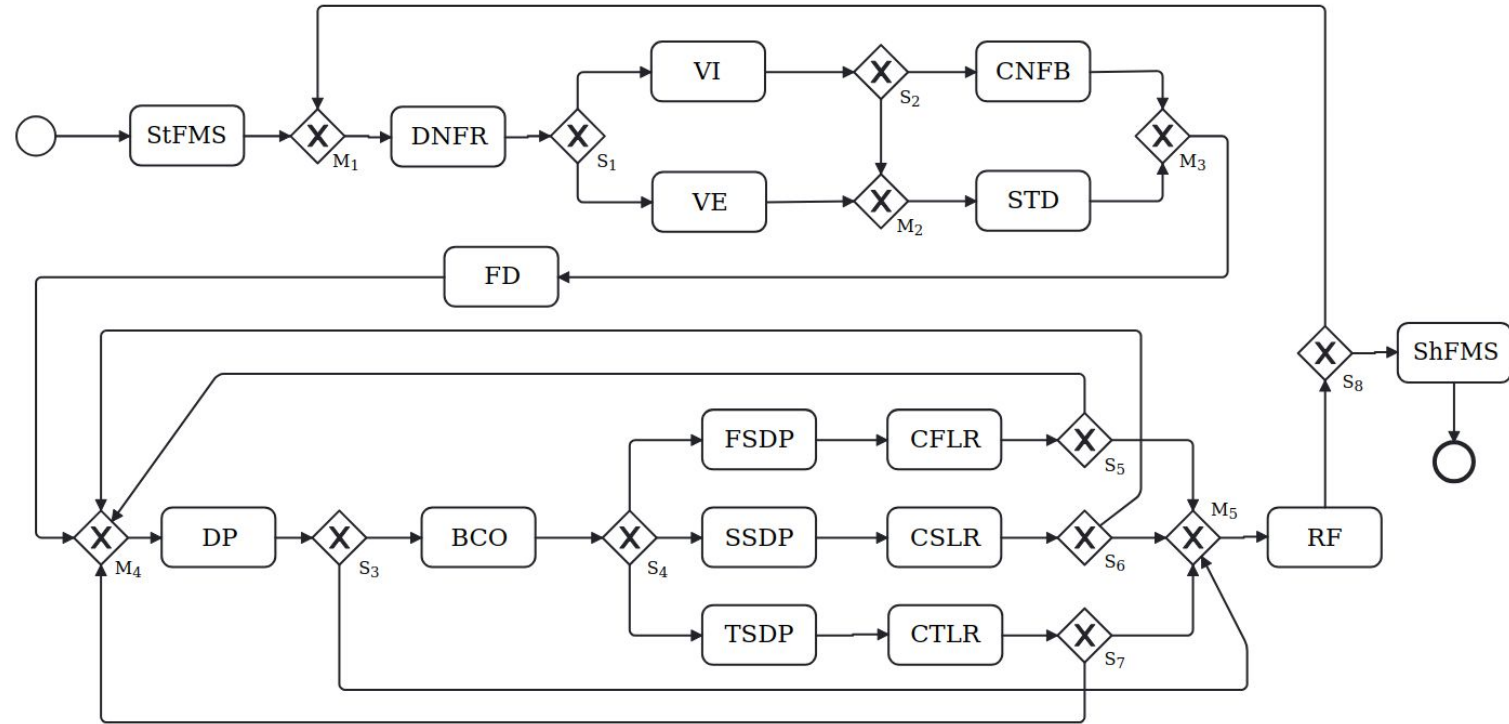 VI
CNFB
S2
StFMS
DNFR
M1
S1
M3
VE
STD
M2
FD
ShFMS
S8
FSDP
CFLR
S5
M5
DP
BCO
SSDP
CSLR
RF
M4
S3
S4
S6
TSDP
CTLR
S7